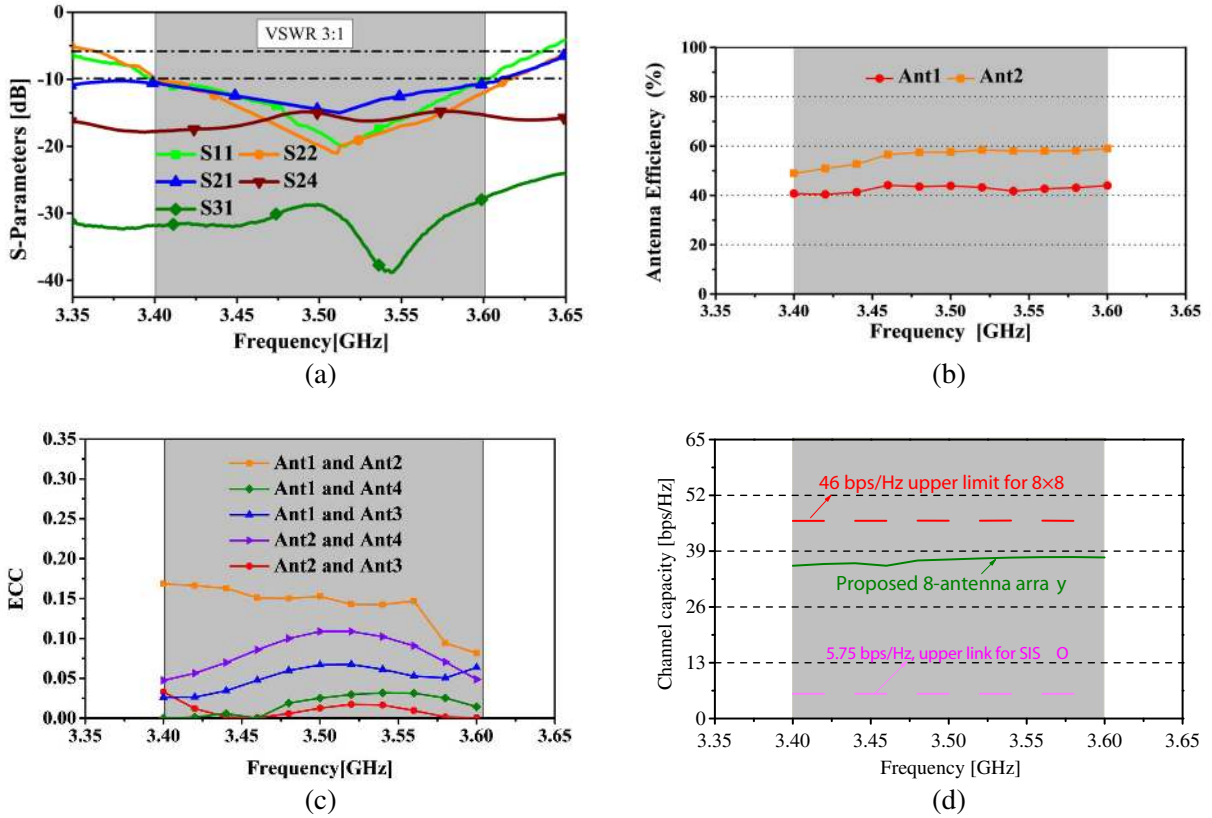 0
-10
-20
-30
-40
S-Parameters [dB]
VSWR 3:1
S11 S22
S21 S24
S31
3.35 3.40 3.45 3.50 3.55 3.60 3.65
Frequency[GHz]
(a)
100
80
60
40
20
0
Antenna Efficiency (%)
Ant1 Ant2
3.35 3.40 3.45 3.50 3.55 3.60 3.65
Frequency [GHz]
(b)
0.35
0.30
0.25
0.20
0.15
0.10
0.05
0.00
ECC
Ant1 and Ant2
Ant1 and Ant4
Ant1 and Ant3
Ant2 and Ant4
Ant2 and Ant3
3.35 3.40 3.45 3.50 3.55 3.60 3.65
Frequency[GHz]
(c)
65
52
39
26
13
0
Channel capacity [bps/Hz]
46 bps/Hz upper limit for 8×8
Proposed 8-antenna arra y
5.75 bps/Hz, upper link for SIS O
3.35 3.40 3.45 3.50 3.55 3.60 3.65
Frequency [GHz]
(d)